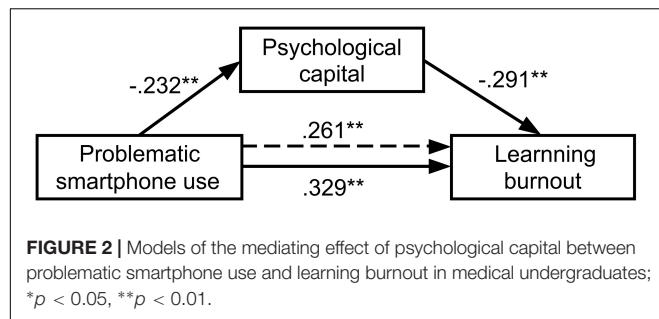 Psychological
capital
-.232**
-.291**
.261**
Problematic
smartphone use
Learnning
burnout
.329**
FIGURE 2 | Models of the mediating effect of psychological capital between
problematic smartphone use and learning burnout in medical undergraduates;
*p < 0.05, **p < 0.01.